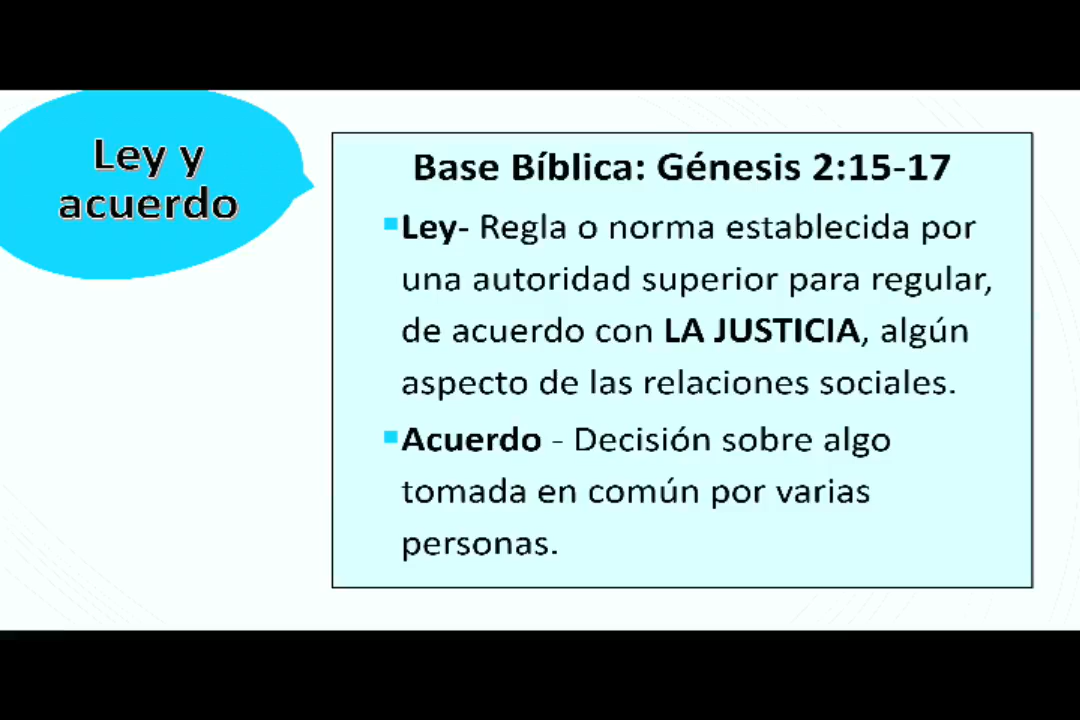 Ley y
acuerdo
Base Bíblica: Génesis 2:15-17
Ley- Regla o norma establecida por
una autoridad superior para regular,
de acuerdo con LA JUSTICIA, algún
aspecto de las relaciones sociales.
Acuerdo - Decisión sobre algo
tomada en común por varias
personas.